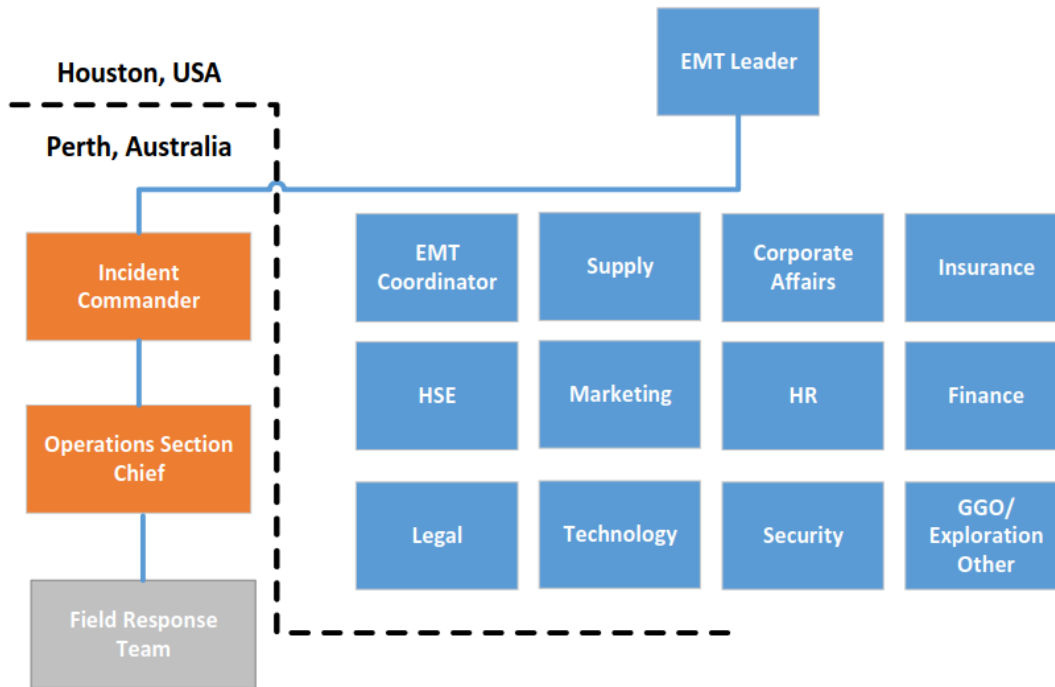 Houston, USA
Perth, Australia
EMT Leader
Incident
Commander
Operations Section
Chief
Field Response
Team
EMT
Coordinator
Supply
Corporate
Affairs
Insurance
HSE
Marketing
HR
Finance
Legal
Technology
Security
GGO/
Exploration
Other